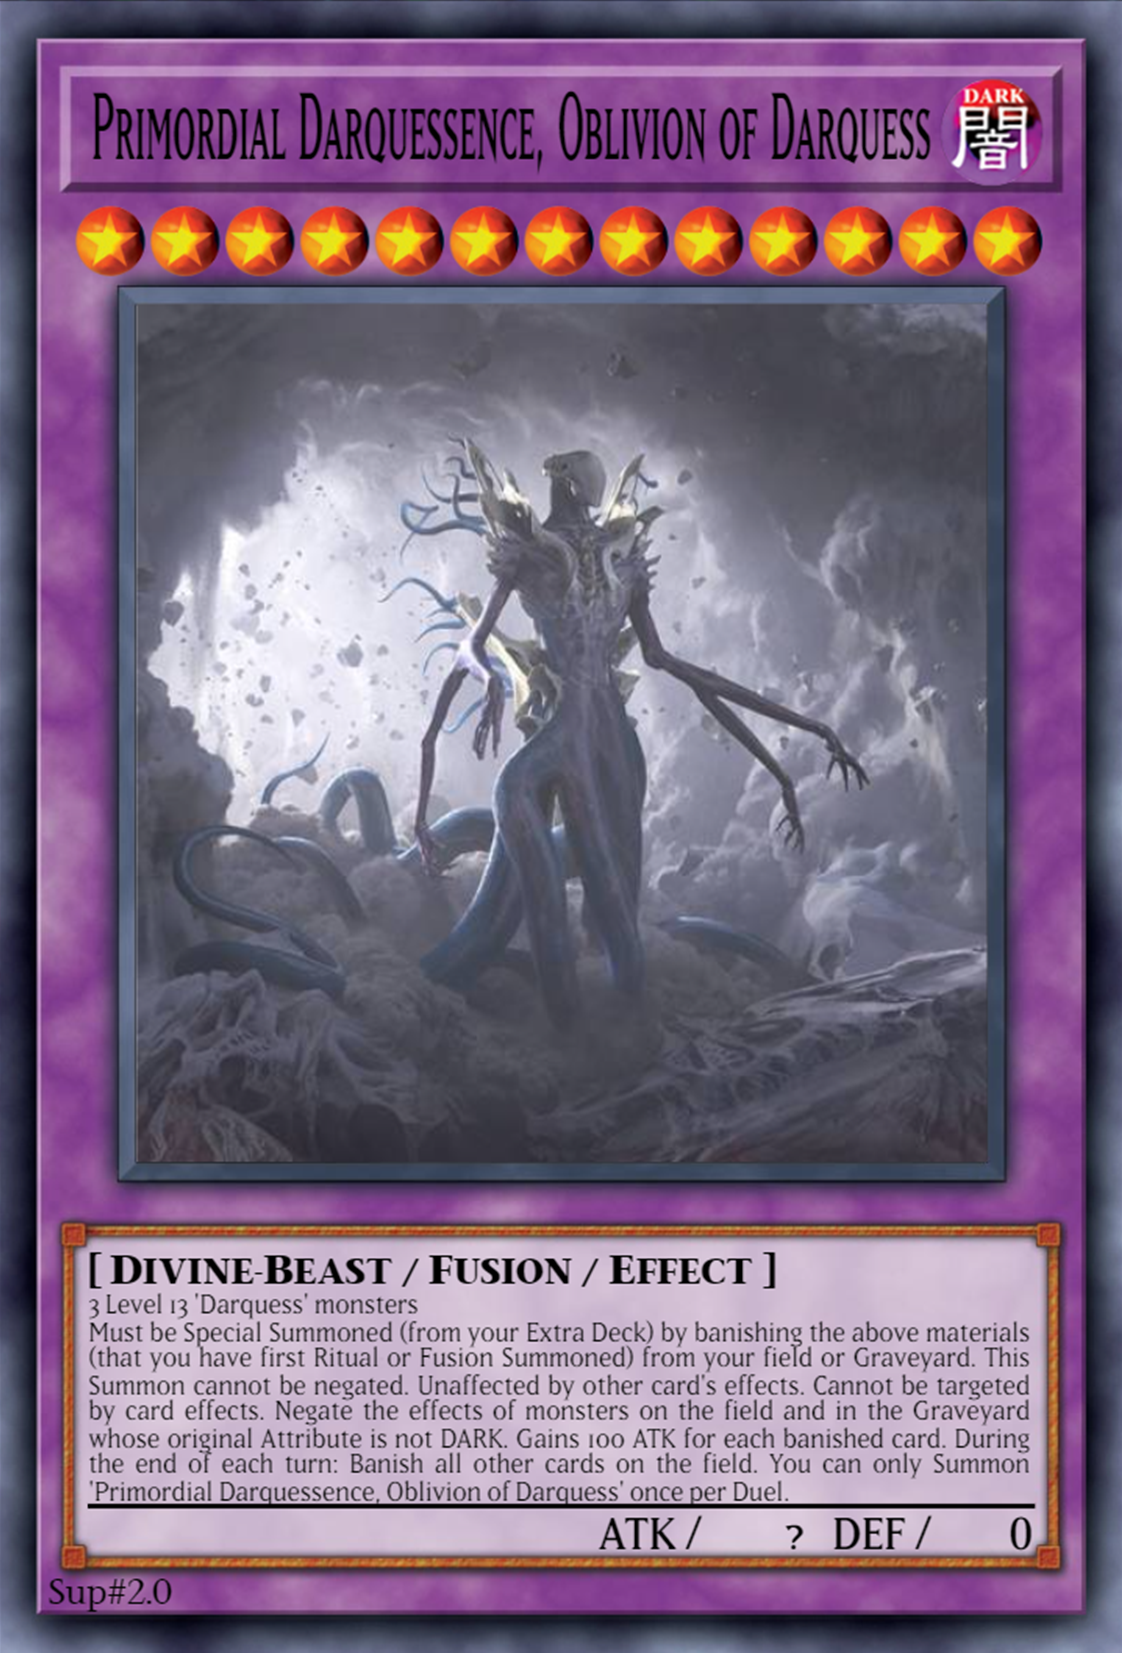 Primordial Darquessence, Oblivion of Darquess
DARK
闇
[ Divine-Beast / Fusion / Effect ]
3 Level 13 'Darquess' monsters
Must be Special Summoned (from your Extra Deck) by banishing the above materials
(that you have first Ritual or Fusion Summoned) from your field or Graveyard. This
Summon cannot be negated. Unaffected by other card's effects. Cannot be targeted
by card effects. Negate the effects of monsters on the field and in the Graveyard
whose original Attribute is not DARK. Gains 100 ATK for each banished card. During
the end of each turn: Banish all other cards on the field. You can only Summon
'Primordial Darquessence, Oblivion of Darquess' once per Duel.
ATK / ? DEF / 0
Sup#2.0